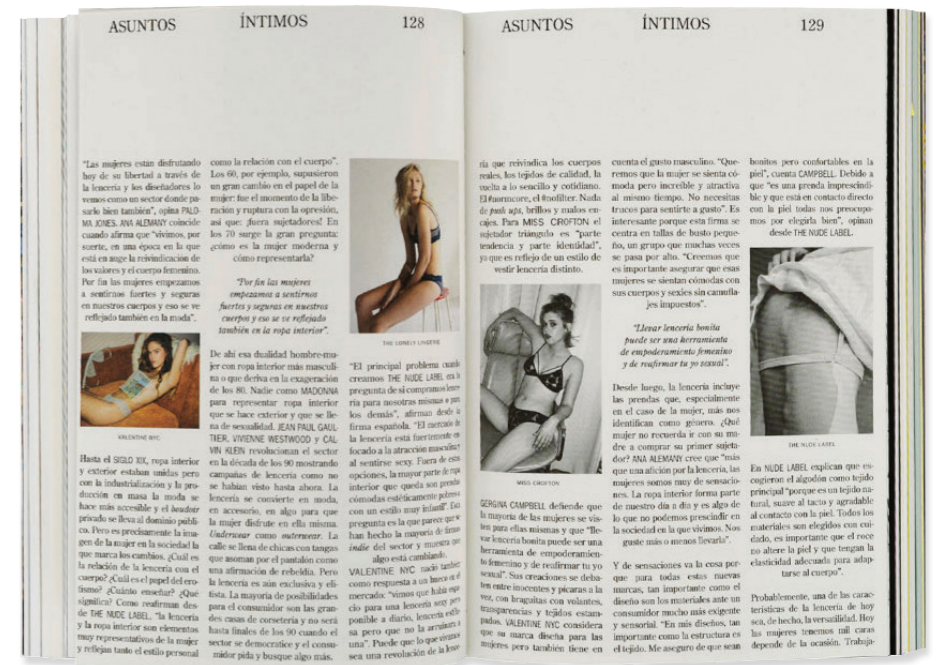 ASUNTOS ÍNTIMOS 128
"Las mujeres están disfrutando
hoy de su libertad a través de
la lencería y los diseñadores lo
vemos como un sector donde pa-
sarlo bien también", opina PALO-
MA JONES. ANA ALEMANY coincide
cuando afirma que "vivimos, por
suerte, en una época en la que
está en auge la reivindicación de
los valores y el cuerpo femenino.
Por fin las mujeres empezamos
a sentirnos fuertes y seguras
en nuestros cuerpos y eso se ve
reflejado también en la moda".
VALENTINE NYC
Hasta el SIGLO XIX, ropa interior
y exterior estaban unidas pero
con la industrialización y la pro-
ducción en masa la moda se
hace más accesible y el boudoir
privado se lleva al dominio públi-
co. Pero es precisamente la ima-
gen de la mujer en la sociedad la
que marca los cambios. ¿Cuál es
la relación de la lencería con el
cuerpo? ¿Cuál es el papel del ero-
tismo? ¿Cuánto enseñar? ¿Qué
significa? Como reafirman des-
de THE NUDE LABEL, "la lencería
y la ropa interior son elementos
muy representativos de la mujer
y reflejan tanto el estilo personal
como la relación con el cuerpo".
Los 60, por ejemplo, supusieron
un gran cambio en el papel de la
mujer: fue el momento de la libe-
racion y ruptura con la opresión,
así que: ¡fuera sujetadores! En
los 70 surge la gran pregunta:
¿cómo es la mujer moderna y
cómo representarla?
"Por fin las mujeres
empezamos a sentirnos
fuertes y seguras en nuestros
cuerpos y eso se ve reflejado
también en la ropa interior".
De ahí esa dualidad hombre-mu-
jer con ropa interior más masculi-
na o que deriva en la exageración
de los 80. Nadie como MADONNA
para representar ropa interior
que se hace exterior y que se lle-
na de sexualidad. JEAN PAUL GAUL-
TIER, VIVIENNE WESTWOOD y CAL-
VIN KLEIN revolucionan el sector
en la década de los 90 mostrando
campañas de lencería como no
se habían visto hasta ahora. La
lencería se convierte en moda,
en accesorio, en algo para que
la mujer disfrute en ella misma.
Underwear como outerwear. La
calle se llena de chicas con tangas
que asoman por el pantalón como
una afirmación de rebeldía. Pero
la lencería es aún exclusiva y eli-
tista. La mayoría de posibilidades
para el consumidor son las gran-
des casas de corsetería y no será
hasta finales de los 90 cuando el
sector se democratice y el consu-
midor pida y busque algo más.
THE LONELY LINGERIE
"El principal problema cuando
creamos THE NUDE LABEL era la
pregunta de si compramos lence-
ría para nosotras mismas o para
los demás", afirman desde la
firma española. "El mercado de
la lencería está fuertemente en-
focado a la atracción masculina y
al sentirse sexy. Fuera de estas
opciones, la mayor parte de ropa
interior que queda son prendas
cómodas estéticamente pobres o
con un estilo muy infantil". Esta
pregunta es la que parece que se
han hecho la mayoría de firmas
indie del sector y muestra que
algo está cambiando.
VALENTINE NYC nació también
como respuesta a un hueco en el
mercado: "vimos que había espa-
cio para una lencería sexy pero
ponible a diario, lencería
sa pero que no la arruinara a
una". Puede que lo que vivamos
sea una revolución de la lence-
ASUNTOS ÍNTIMOS 129
ría que reivindica los cuerpos
reales, los tejidos de calidad, la
vuelta a lo sencillo y cotidiano.
El #normcore, el #nofilter. Nada
de push ups, brillos y malos en-
cajes. Para MISS CROFTON el
sujetador triángulo es "parte
tendencia y parte identidad",
ya que es reflejo de un estilo de
vestir lencería distinto.
MISS CROFTON
GERGINA CAMPBELL defiende que
la mayoría de las mujeres se vis-
ten para ellas mismas y que "lle-
var lencería bonita puede ser una
herramienta de empoderamien-
to femenino y de reafirmar tu yo
sexual". Sus creaciones se deba-
ten entre inocentes y pícaras a la
vez, con braguitas con volantes,
transparencias y tejidos estam-
pados. VALENTINE NYC considera
que su marca diseña para las
mujeres pero también tiene en
cuenta el gusto masculino. "Que-
remos que la mujer se sienta có-
moda pero increíble y atractiva
al mismo tiempo. No necesitas
trucos para sentirte a gusto". Es
interesante porque esta firma se
centra en tallas de busto peque-
ño, un grupo que muchas veces
se pasa por alto. "Creemos que
es importante asegurar que esas
mujeres se sientan cómodas con
sus cuerpos y sexies sin camufla-
jes impuestos".
"Llevar lencería bonita
puede ser una herramienta
de empoderamiento femenino
y de reafirmar tu yo sexual".
Desde luego, la lencería incluye
las prendas que, especialmente
en el caso de la mujer, más nos
identifican como género. ¿Qué
mujer no recuerda ir con su ma-
dre a comprar su primer sujeta-
dor? ANA ALEMANY cree que "más
que una afición por la lencería, las
mujeres somos muy de sensacio-
nes. La ropa interior forma parte
de nuestro día a día y es algo de
lo que no podemos prescindir en
la sociedad en la que vivimos. Nos
guste más o menos llevarla".
Y de sensaciones va la cosa por-
que para todas estas nuevas
marcas, tan importante como el
diseño son los materiales ante un
consumidor mucho más exigente
y sensorial. "En mis diseños, tan
importante como la estructura es
el tejido. Me aseguro de que sean
bonitos pero confortables en la
piel", cuenta CAMPBELL. Debido a
que "es una prenda imprescindi-
ble y que está en contacto directo
con la piel todas nos preocupa-
mos por elegirla bien", opinan
desde THE NUDE LABEL.
THE NUDE LABEL
En NUDE LABEL explican que es-
cogieron el algodón como tejido
principal "porque es un tejido na-
tural, suave al tacto y agradable
al contacto con la piel. Todos los
materiales son elegidos con cui-
dado, es importante que el roce
no altere la piel y que tengan la
elasticidad adecuada para adap-
tarse al cuerpo".
Probablemente, una de las carac-
terísticas de la lencería de hoy
sea, de hecho, la versatilidad. Hoy
las mujeres tenemos mil caras
depende de la ocasión. Trabaja-